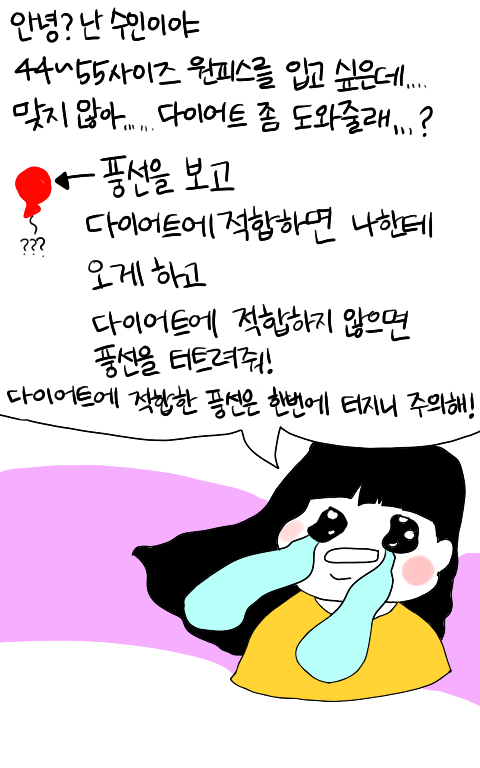 안녕? 난 수인이야
44~55사이즈 원피스를 입고 싶은데....
맞지 않아...... 다이어트 좀 도와줄래...?
풍선을 보고
다이어트에 적합하면 나한테
???
오게 하고
다이어트에 적합하지 않으면
풍선을 터트려줘!
다이어트에 적합한 풍선은 한번에 터지니 주의해!